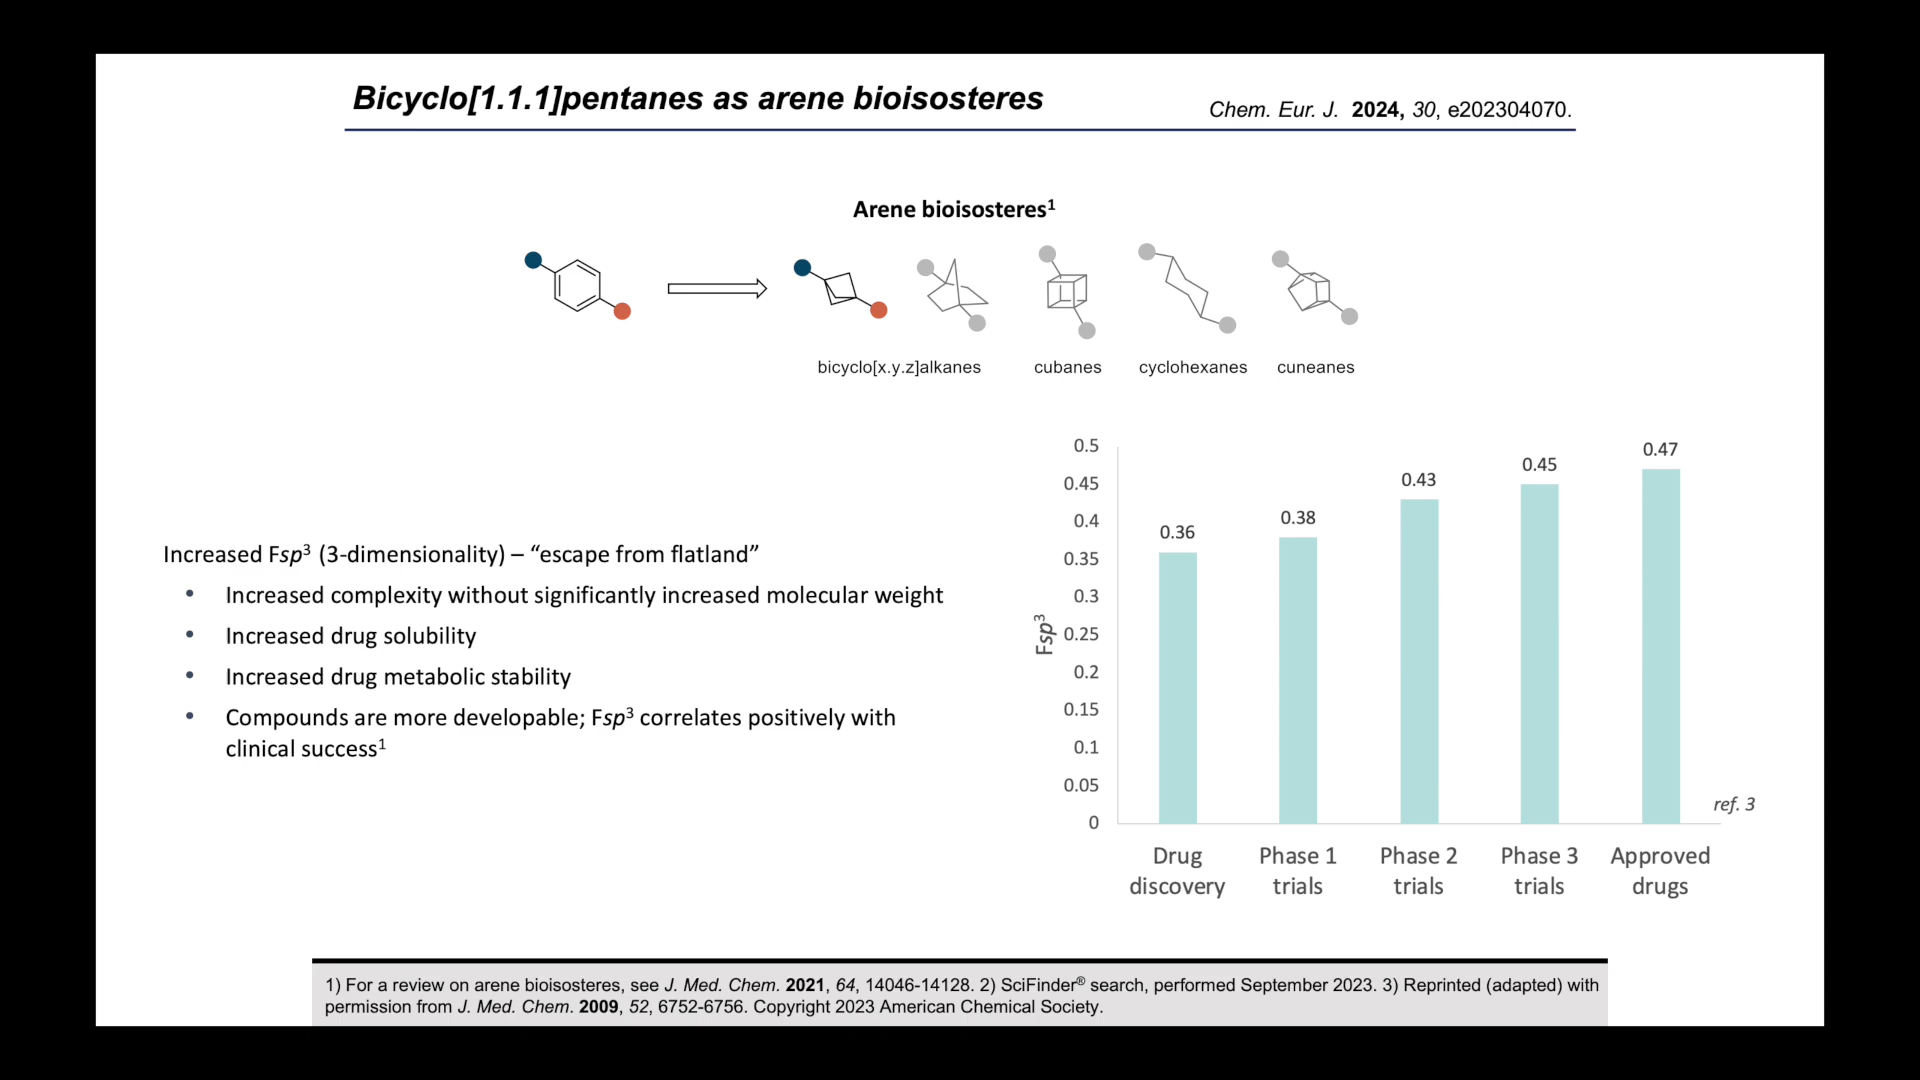 Bicyclo[1.1.1]pentanes as arene bioisosteres
Chem. Eur. J. 2024, 30, e202304070.
Arene bioisosteres¹
bicyclo[x.y.z]alkanes
cubanes
cyclohexanes
cuneanes
Increased Fsp³ (3-dimensionality) – “escape from flatland”
• Increased complexity without significantly increased molecular weight
• Increased drug solubility
• Increased drug metabolic stability
• Compounds are more developable; Fsp³ correlates positively with
clinical success¹
Fsp³
0.5
0.45
0.4
0.35
0.3
0.25
0.2
0.15
0.1
0.05
0
0.36
0.38
0.43
0.45
0.47
Drug
discovery
Phase 1
trials
Phase 2
trials
Phase 3
trials
Approved
drugs
ref. 3
1) For a review on arene bioisosteres, see J. Med. Chem. 2021, 64, 14046-14128. 2) SciFinder® search, performed September 2023. 3) Reprinted (adapted) with
permission from J. Med. Chem. 2009, 52, 6752-6756. Copyright 2023 American Chemical Society.